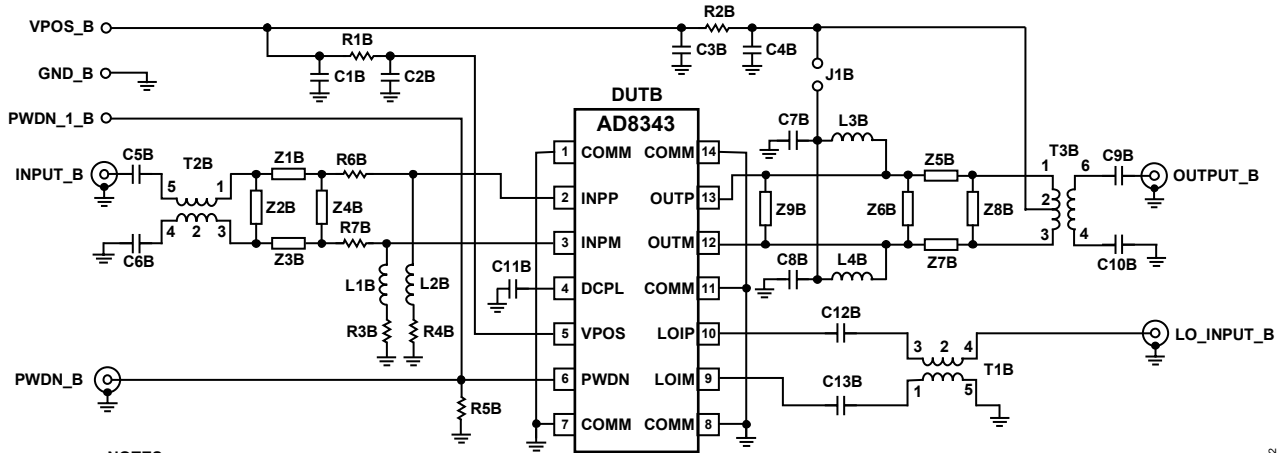 R2B
VPOS_B
R1B
C3B
C4B
GND_B
C1B
C2B
J1B
DUTB
PWDN_1_B
AD8343
C7B
L3B
C5B
T2B
Z1B
R6B
1
COMM
COMM
14
Z5B
T3B
C9B
INPUT_B
5
1
1
6
OUTPUT_B
Z2B
Z4B
2
INPP
OUTP
13
Z9B
Z6B
Z8B
2
4
2
3
R7B
3
INPM
OUTM
12
3
4
C6B
Z3B
C8B
L4B
Z7B
C10B
C11B
L1B
L2B
4
DCPL
COMM
11
C12B
R3B
R4B
5
VPOS
LOIP
10
3
2
4
LO_INPUT_B
PWDN_B
6
PWDN
LOIM
9
C13B
1
5
T1B
R5B
7
COMM
COMM
8